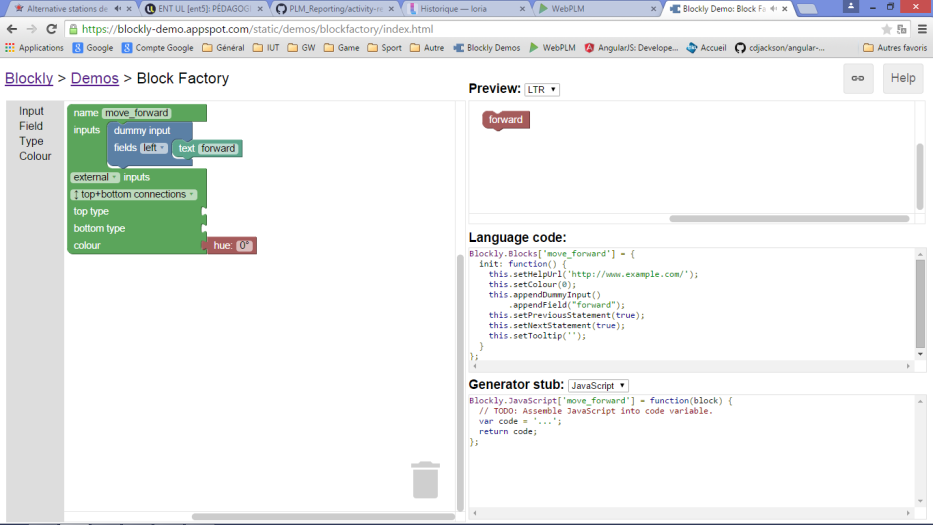 Alternative stations de
ENT UL [ent5]: PÉDAGOG
PLM_Reporting/activity-re
Historique — loria
WebPLM
Blockly Demo: Block Fa
https://blockly-demo.appspot.com/static/demos/blockfactory/index.html
Applications Google Compte Google Général IUT GW Game Sport Autre Blockly Demos WebPLM AngularJS: Develope... Accueil cdjackson/angular-... Autres favoris
Blockly > Demos > Block Factory
Preview: LTR
Help
Input
Field
Type
Colour
name move_forward
inputs dummy input
fields left text forward
external inputs
↕ top+bottom connections
top type
bottom type
colour hue: 0°
forward
Language code:
Blockly.Blocks['move_forward'] = {
  init: function() {
    this.setHelpUrl('http://www.example.com/');
    this.setColour(0);
    this.appendDummyInput()
        .appendField("forward");
    this.setPreviousStatement(true);
    this.setNextStatement(true);
    this.setTooltip('');
  }
};
Generator stub: JavaScript
Blockly.JavaScript['move_forward'] = function(block) {
  // TODO: Assemble JavaScript into code variable.
  var code = '...';
  return code;
};